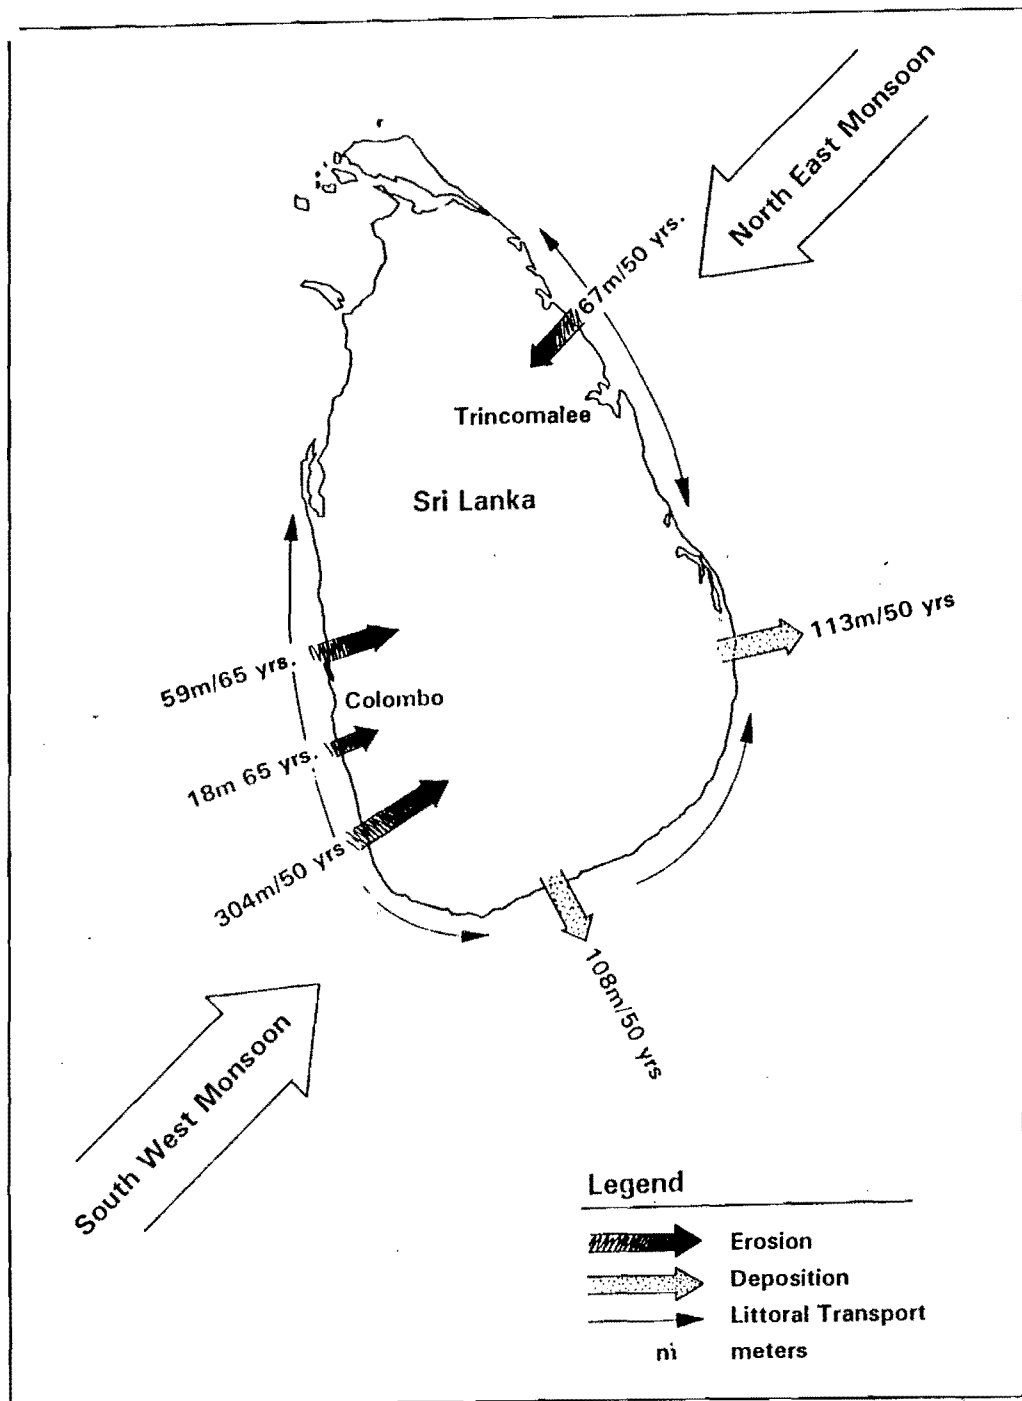 North East Monsoon
67m/50 yrs.
Trincomalee
Sri Lanka
113m/50 yrs
59m/65 yrs.
Colombo
18m 65 yrs.
304m/50 yrs
108m/50 yrs
South West Monsoon
Legend
Erosion
Deposition
Littoral Transport
m meters